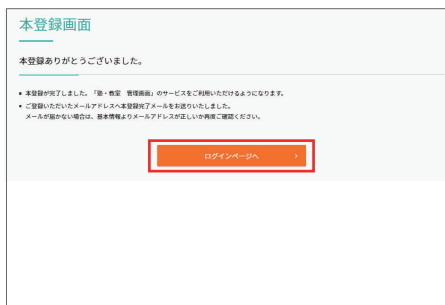 本登録画面
本登録ありがとうございました。
本登録が完了しました。「塾・教室　管理画面」のサービスをご利用いただけるようになります。
ご登録いただいたメールアドレスへ本登録完了メールをお送りいたしました。
メールが届かない場合は、基本情報よりメールアドレスが正しいか再度ご確認ください。
ログインページへ